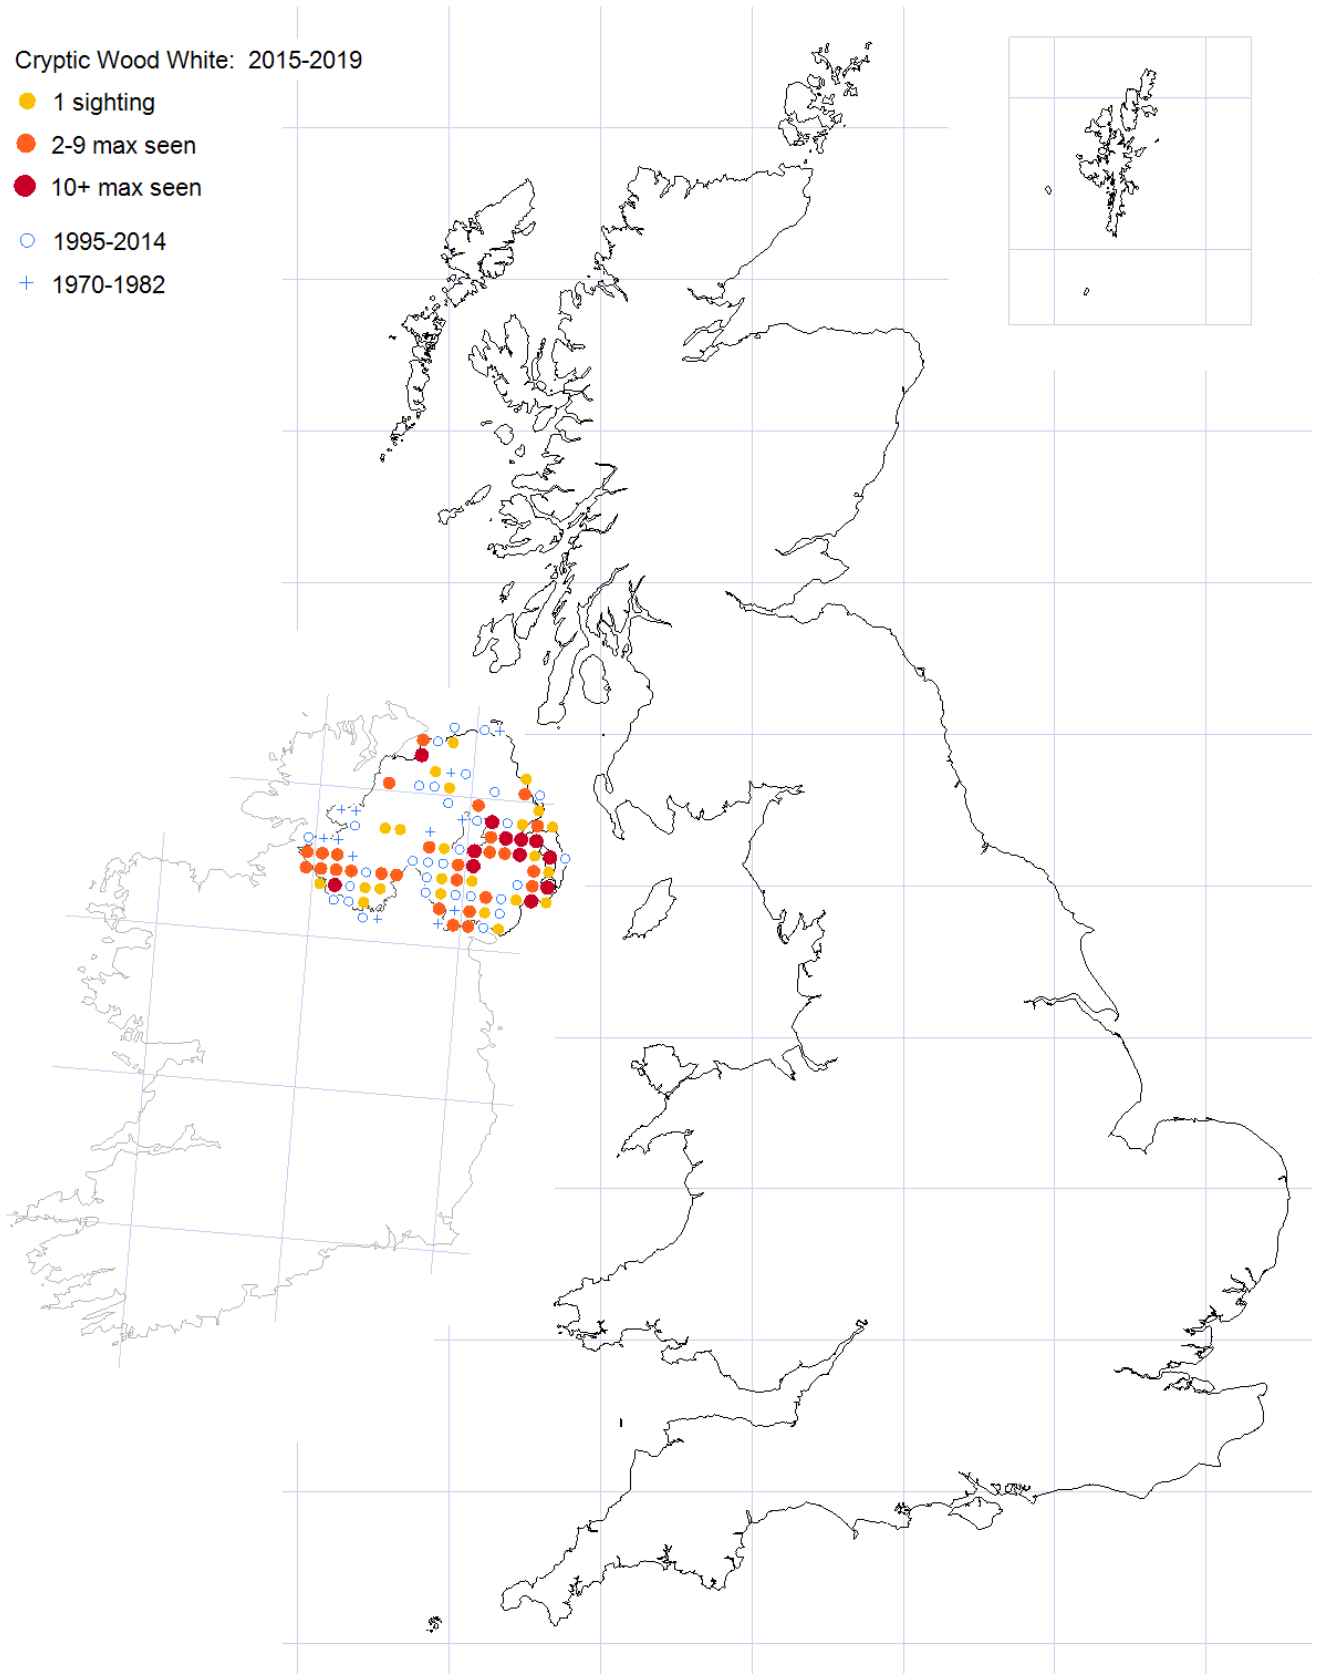 Cryptic Wood White: 2015-2019
1 sighting
2-9 max seen
10+ max seen
1995-2014
1970-1982